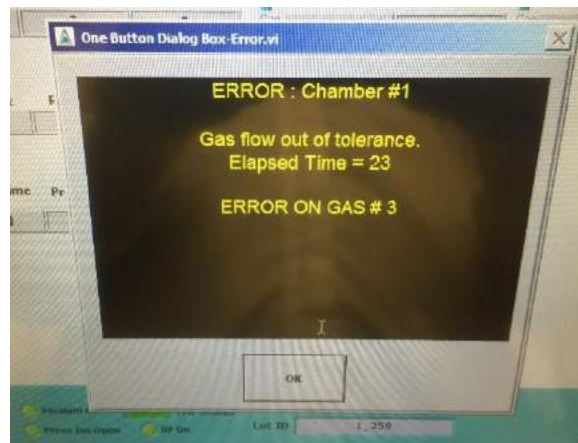 One Button Dialog Box-Error.vi
ERROR : Chamber #1
Gas flow out of tolerance.
Elapsed Time = 23
ERROR ON GAS # 3
OK
Lot ID
1,259